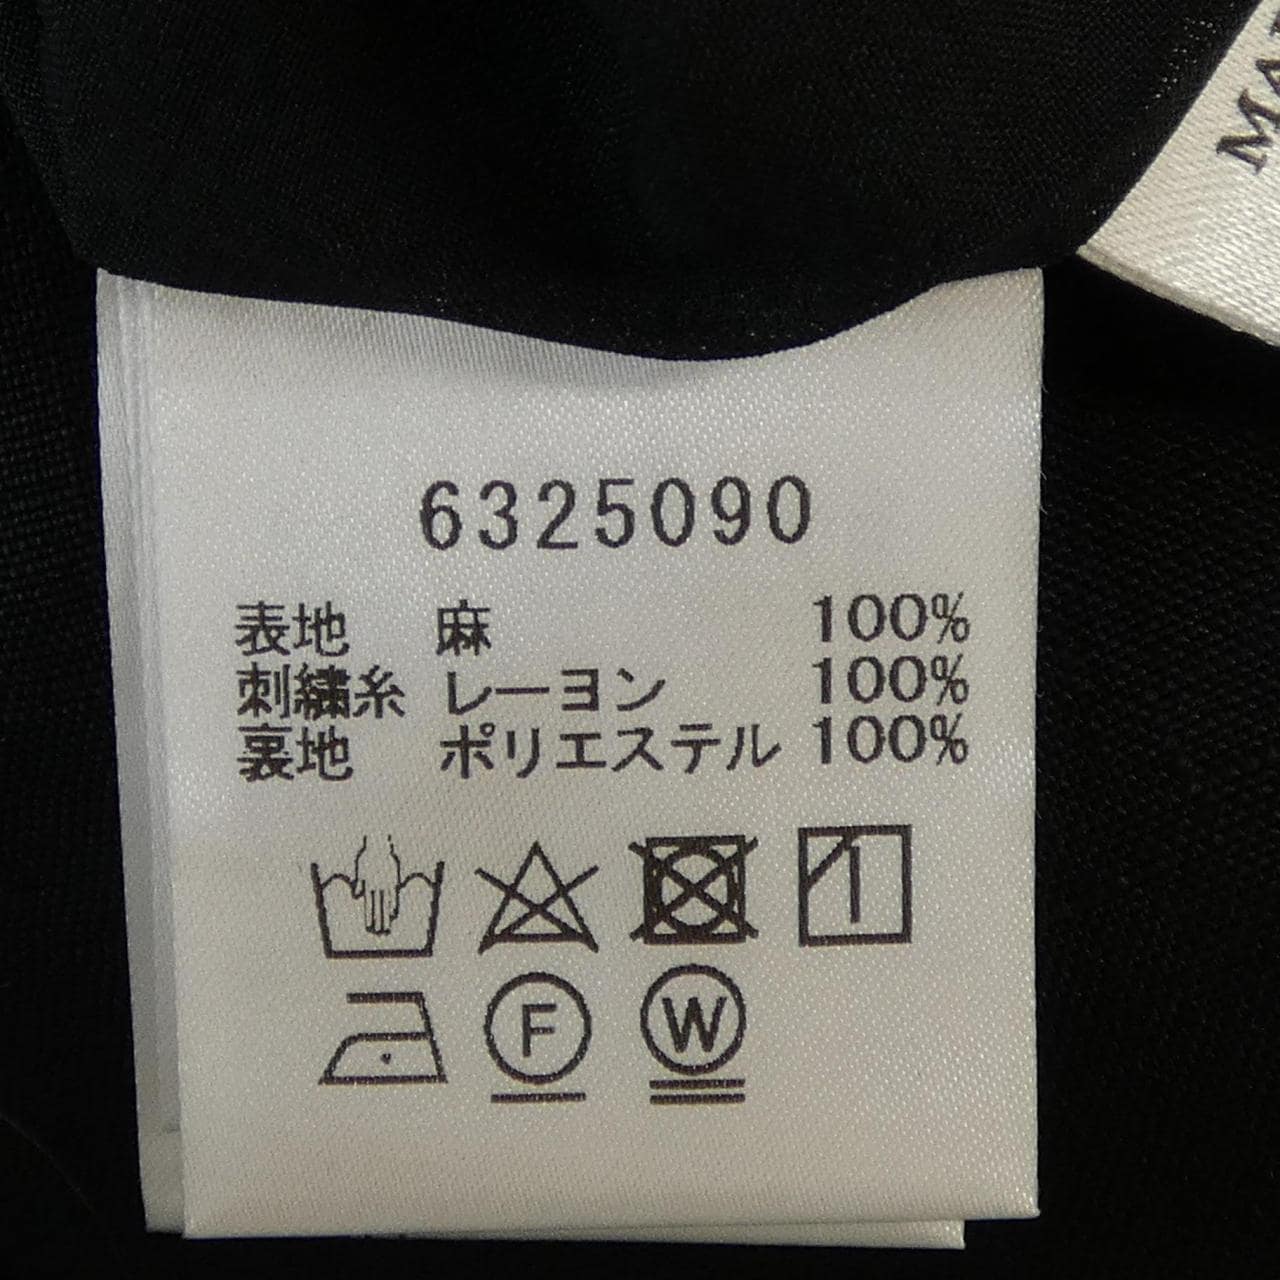 MA
6325090
表地 麻 100%
刺繍糸 レーヨン 100%
裏地 ポリエステル 100%
F W